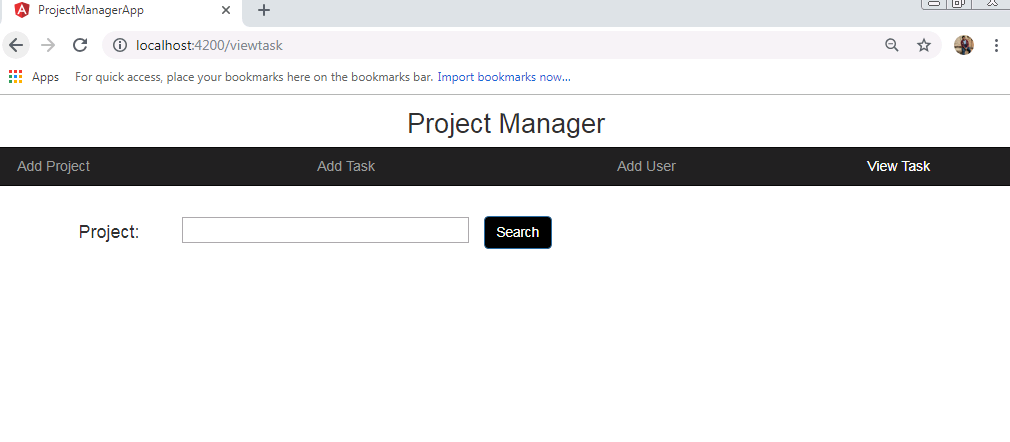 ProjectManagerApp
localhost:4200/viewtask
Apps For quick access, place your bookmarks here on the bookmarks bar. Import bookmarks now...
Project Manager
Add Project Add Task Add User View Task
Project: Search